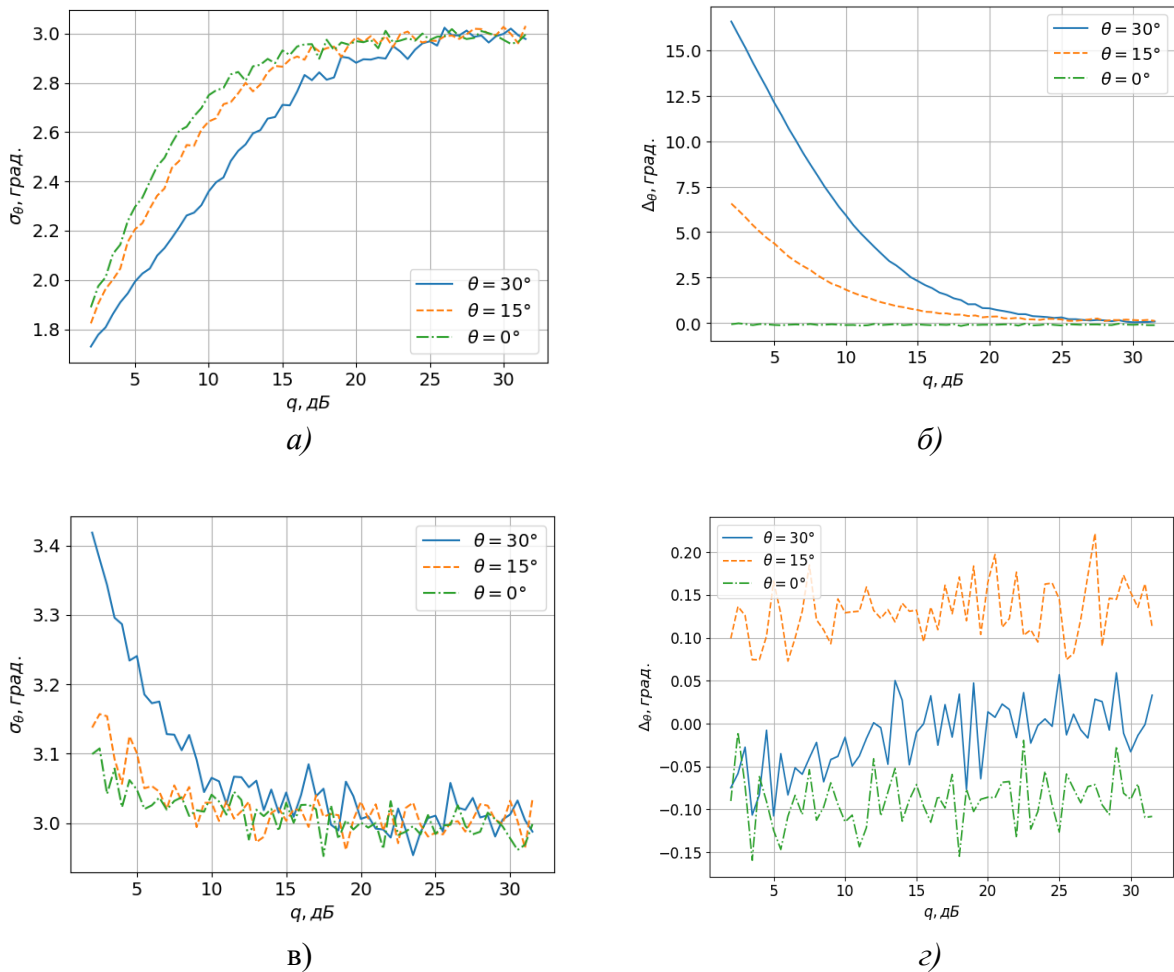 3.0
2.8
2.6
2.4
2.2
2.0
1.8
σθ, град.
θ = 30°
θ = 15°
θ = 0°
5 10 15 20 25 30
q, дБ
а)
15.0
12.5
10.0
7.5
5.0
2.5
0.0
Δθ, град.
θ = 30°
θ = 15°
θ = 0°
5 10 15 20 25 30
q, дБ
б)
3.4
3.3
3.2
3.1
3.0
σθ, град.
θ = 30°
θ = 15°
θ = 0°
5 10 15 20 25 30
q, дБ
в)
0.20
0.15
0.10
0.05
0.00
−0.05
−0.10
−0.15
Δθ, град.
θ = 30°
θ = 15°
θ = 0°
5 10 15 20 25 30
q, дБ
г)